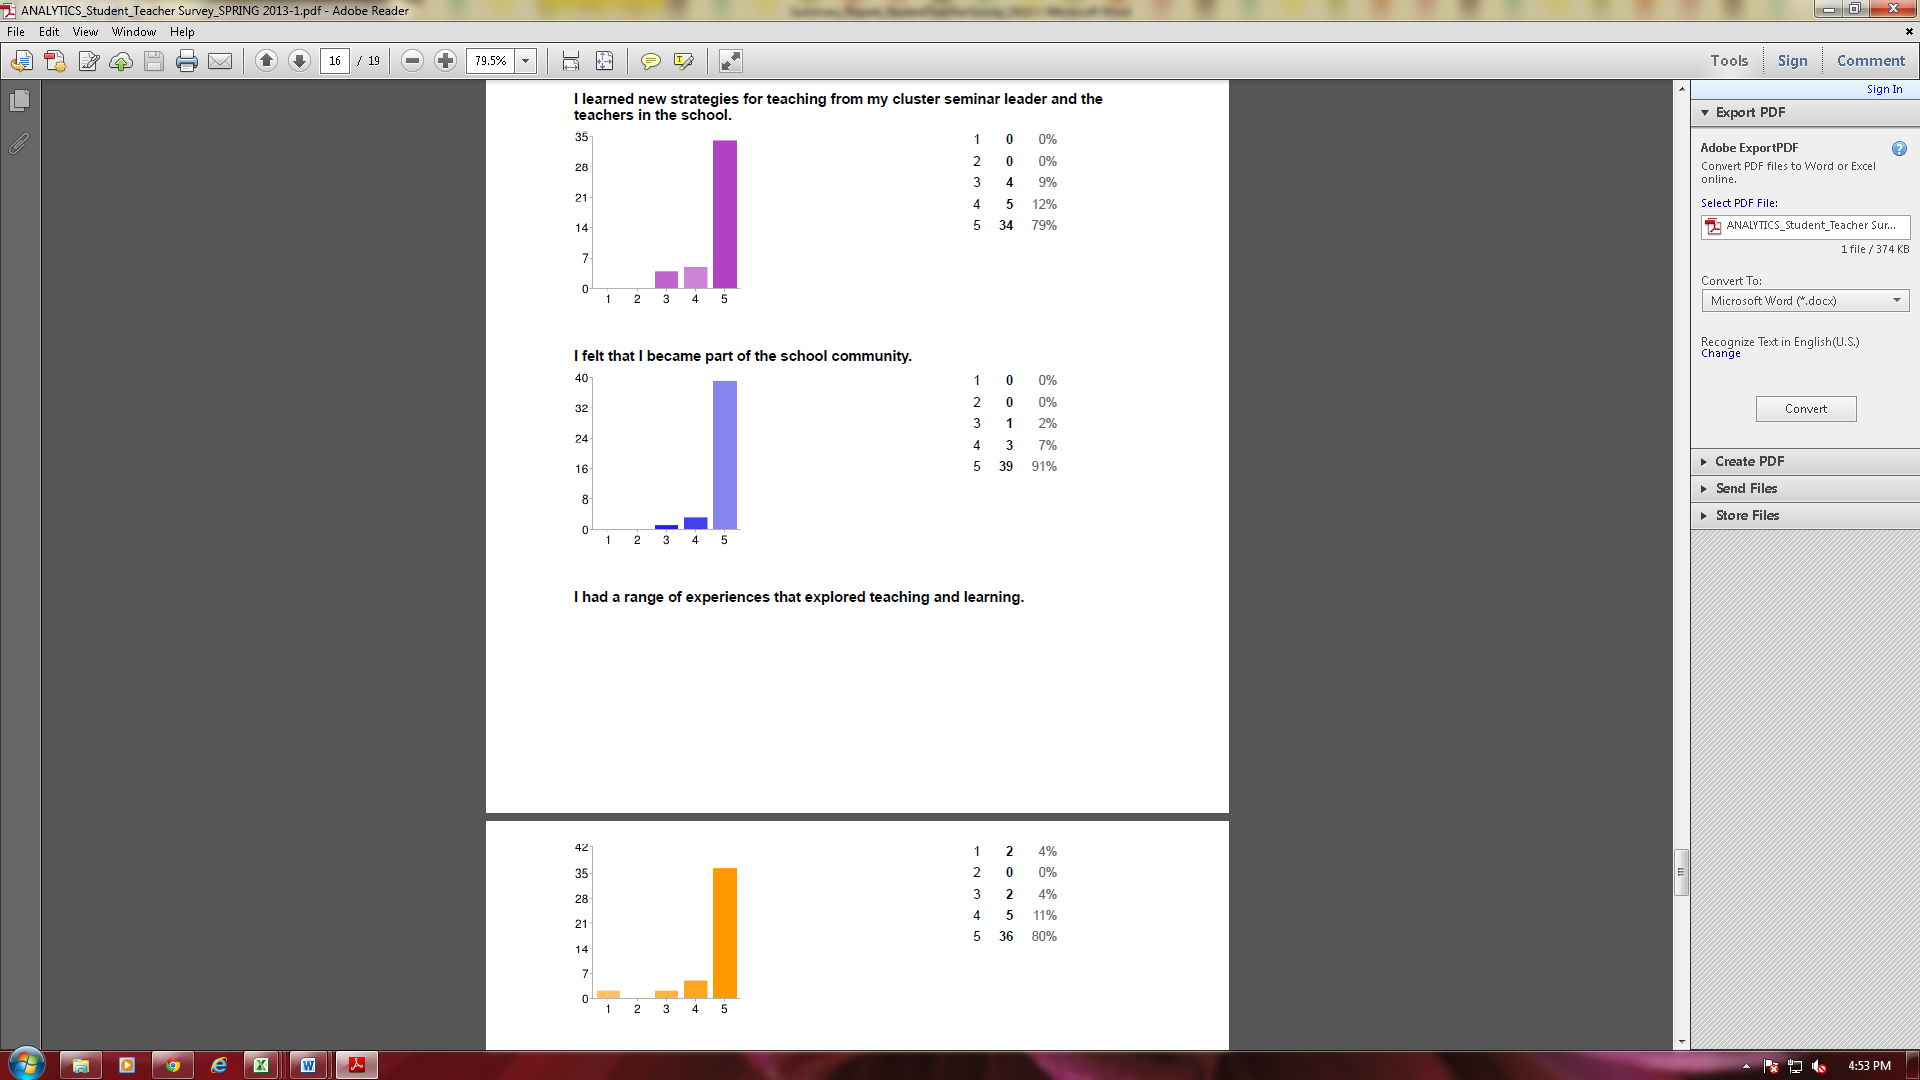 ANALYTICS_Student_Teacher Survey_SPRING 2013-1.pdf - Adobe Reader
File Edit View Window Help
16 / 19 79.5% Tools Sign Comment
Sign In
I learned new strategies for teaching from my cluster seminar leader and the
teachers in the school.
35
28
21
14
7
0
1 2 3 4 5
1 0 0%
2 0 0%
3 4 9%
4 5 12%
5 34 79%
I felt that I became part of the school community.
40
32
24
16
8
0
1 2 3 4 5
1 0 0%
2 0 0%
3 1 2%
4 3 7%
5 39 91%
I had a range of experiences that explored teaching and learning.
42
35
28
21
14
7
0
1 2 3 4 5
1 2 4%
2 0 0%
3 2 4%
4 5 11%
5 36 80%
Export PDF
Adobe ExportPDF
Convert PDF files to Word or Excel
online.
Select PDF File:
ANALYTICS_Student_Teacher Sur...
1 file / 374 KB
Convert To:
Microsoft Word (*.docx)
Recognize Text in English(U.S.)
Change
Convert
Create PDF
Send Files
Store Files
4:53 PM